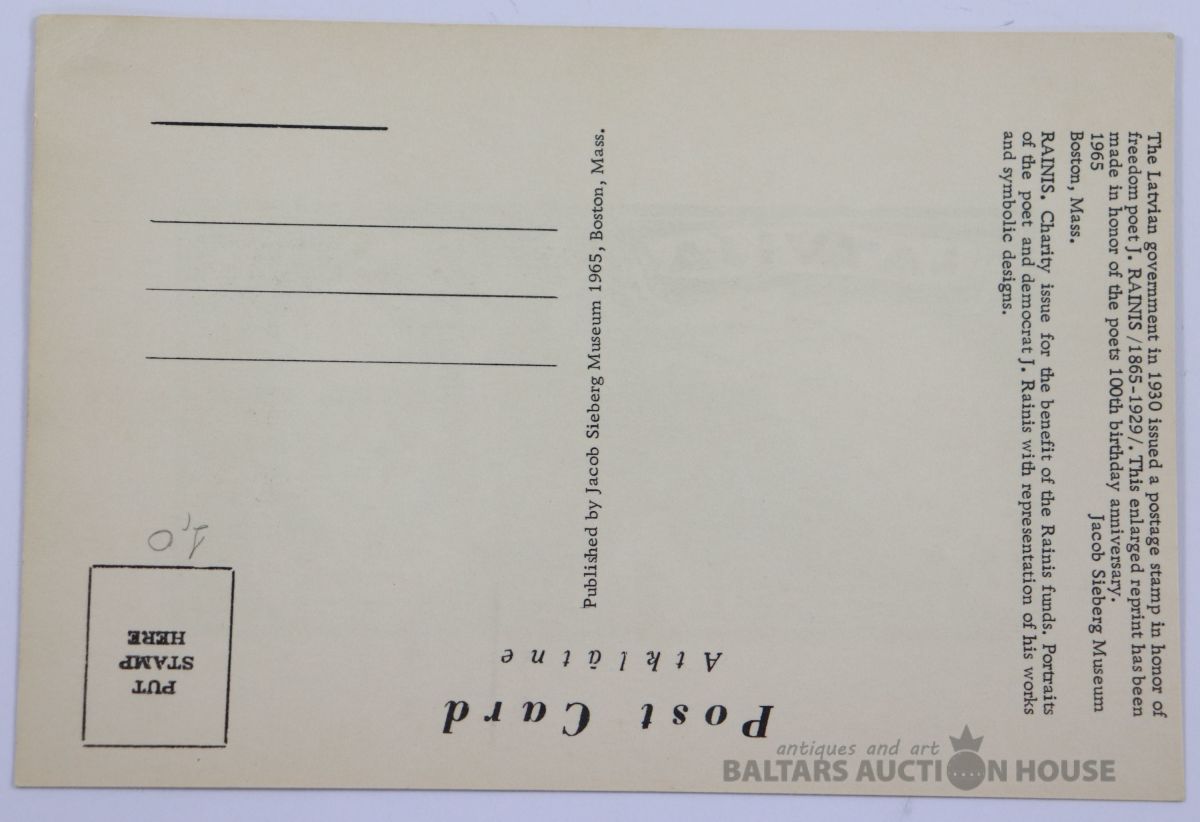 Post Card
Atklātne
PUT
STAMP
HERE
1,0
Published by Jacob Sieberg Museum 1965, Boston, Mass.
The Latvian government in 1930 issued a postage stamp in honor of
freedom poet J. RAINIS /1865-1929/. This enlarged reprint has been
made in honor of the poets 100th birthday anniversary.
1965 Jacob Sieberg Museum
Boston, Mass.
RAINIS. Charity issue for the benefit of the Rainis funds. Portraits
of the poet and democrat J. Rainis with representation of his works
and symbolic designs.
antiques and art
BALTARS AUCTION HOUSE